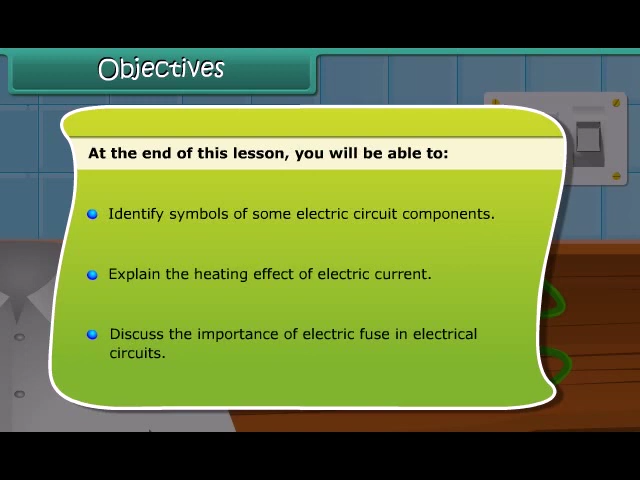 Objectives
At the end of this lesson, you will be able to:
Identify symbols of some electric circuit components.
Explain the heating effect of electric current.
Discuss the importance of electric fuse in electrical
circuits.